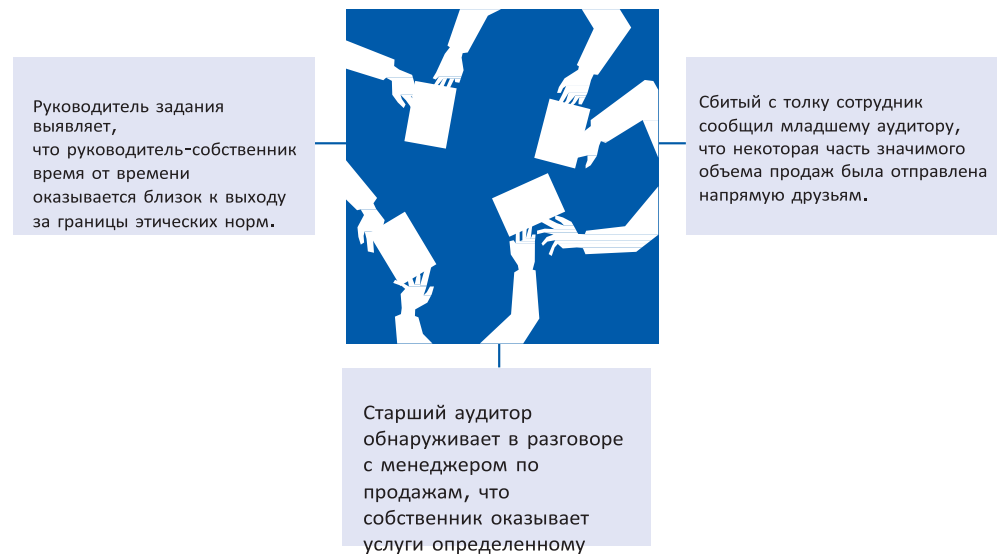 Руководитель задания
выявляет,
что руководитель-собственник
время от времени
оказывается близок к выходу
за границы этических норм.
Сбитый с толку сотрудник
сообщил младшему аудитору,
что некоторая часть значимого
объема продаж была отправлена
напрямую друзьям.
Старший аудитор
обнаруживает в разговоре
с менеджером по
продажам, что
собственник оказывает
услуги определенному